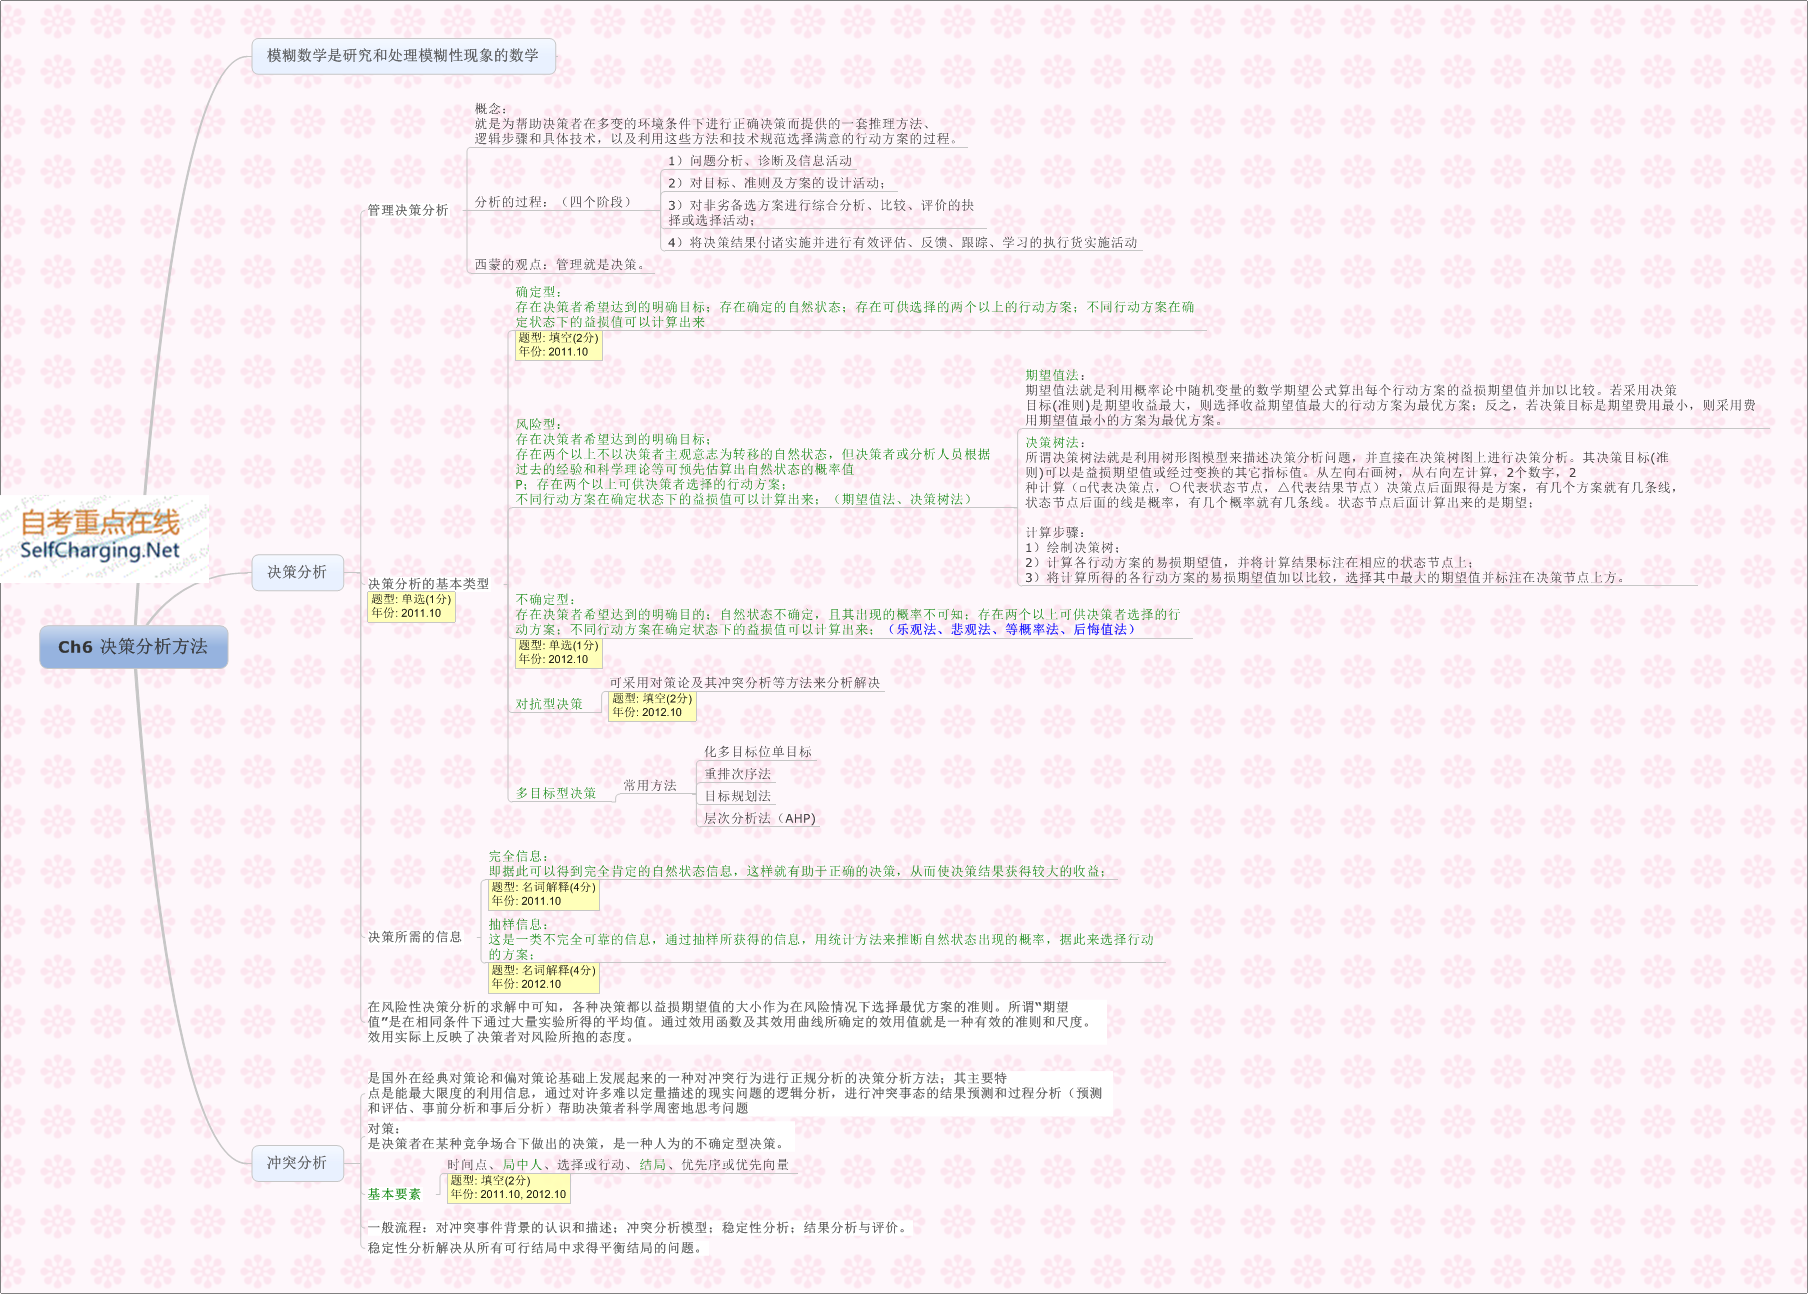 模糊数学是研究和处理模糊性现象的数学
概念：
就是为帮助决策者在多变的环境条件下进行正确决策而提供的一套推理方法、
逻辑步骤和具体技术，以及利用这些方法和技术规范选择满意的行动方案的过程。
管理决策分析
分析的过程：（四个阶段）
1）问题分析、诊断及信息活动
2）对目标、准则及方案的设计活动；
3）对非劣备选方案进行综合分析、比较、评价的抉
择或选择活动；
4）将决策结果付诸实施并进行有效评估、反馈、跟踪、学习的执行货实施活动
西蒙的观点：管理就是决策。
确定型：
存在决策者希望达到的明确目标；存在确定的自然状态；存在可供选择的两个以上的行动方案；不同行动方案在确
定状态下的益损值可以计算出来
题型: 填空(2分)
年份: 2011.10
风险型：
存在决策者希望达到的明确目标；
存在两个以上不以决策者主观意志为转移的自然状态，但决策者或分析人员根据
过去的经验和科学理论等可预先估算出自然状态的概率值
P；存在两个以上可供决策者选择的行动方案；
不同行动方案在确定状态下的益损值可以计算出来；（期望值法、决策树法）
期望值法：
期望值法就是利用概率论中随机变量的数学期望公式算出每个行动方案的益损期望值并加以比较。若采用决策
目标(准则)是期望收益最大，则选择收益期望值最大的行动方案为最优方案；反之，若决策目标是期望费用最小，则采用费
用期望值最小的方案为最优方案。
决策树法：
所谓决策树法就是利用树形图模型来描述决策分析问题，并直接在决策树图上进行决策分析。其决策目标(准
则)可以是益损期望值或经过变换的其它指标值。从左向右画树，从右向左计算，2个数字，2
种计算（□代表决策点，○代表状态节点，△代表结果节点）决策点后面跟得是方案，有几个方案就有几条线，
状态节点后面的线是概率，有几个概率就有几条线。状态节点后面计算出来的是期望；
计算步骤：
1）绘制决策树；
2）计算各行动方案的易损期望值，并将计算结果标注在相应的状态节点上；
3）将计算所得的各行动方案的易损期望值加以比较，选择其中最大的期望值并标注在决策节点上方。
自考重点在线
SelfCharging.Net
决策分析
决策分析的基本类型
题型: 单选(1分)
年份: 2011.10
不确定型：
存在决策者希望达到的明确目的；自然状态不确定，且其出现的概率不可知；存在两个以上可供决策者选择的行
动方案；不同行动方案在确定状态下的益损值可以计算出来；（乐观法、悲观法、等概率法、后悔值法）
题型: 单选(1分)
年份: 2012.10
Ch6 决策分析方法
对抗型决策
可采用对策论及其冲突分析等方法来分析解决
题型: 填空(2分)
年份: 2012.10
多目标型决策
常用方法
化多目标位单目标
重排次序法
目标规划法
层次分析法（AHP)
决策所需的信息
完全信息：
即据此可以得到完全肯定的自然状态信息，这样就有助于正确的决策，从而使决策结果获得较大的收益；
题型: 名词解释(4分)
年份: 2011.10
抽样信息：
这是一类不完全可靠的信息，通过抽样所获得的信息，用统计方法来推断自然状态出现的概率，据此来选择行动
的方案；
题型: 名词解释(4分)
年份: 2012.10
在风险性决策分析的求解中可知，各种决策都以益损期望值的大小作为在风险情况下选择最优方案的准则。所谓“期望
值”是在相同条件下通过大量实验所得的平均值。通过效用函数及其效用曲线所确定的效用值就是一种有效的准则和尺度。
效用实际上反映了决策者对风险所抱的态度。
冲突分析
是国外在经典对策论和偏对策论基础上发展起来的一种对冲突行为进行正规分析的决策分析方法；其主要特
点是能最大限度的利用信息，通过对许多难以定量描述的现实问题的逻辑分析，进行冲突事态的结果预测和过程分析（预测
和评估、事前分析和事后分析）帮助决策者科学周密地思考问题
对策：
是决策者在某种竞争场合下做出的决策，是一种人为的不确定型决策。
基本要素
时间点、局中人、选择或行动、结局、优先序或优先向量
题型: 填空(2分)
年份: 2011.10, 2012.10
一般流程：对冲突事件背景的认识和描述；冲突分析模型；稳定性分析；结果分析与评价。
稳定性分析解决从所有可行结局中求得平衡结局的问题。